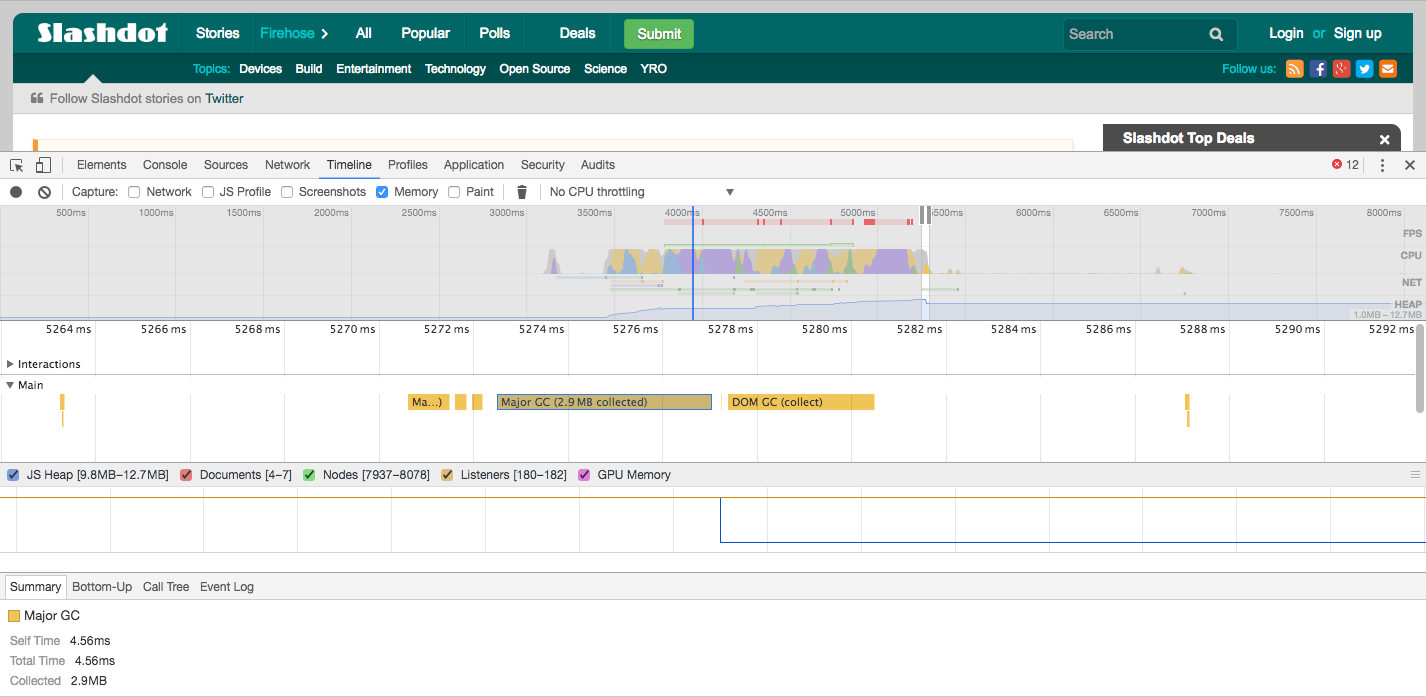 Slashdot Stories Firehose All Popular Polls Deals Submit Search Login or Sign up
Topics: Devices Build Entertainment Technology Open Source Science YRO Follow us:
Follow Slashdot stories on Twitter
Slashdot Top Deals
Elements Console Sources Network Timeline Profiles Application Security Audits 12
Capture: Network JS Profile Screenshots Memory Paint No CPU throttling
500ms 1000ms 1500ms 2000ms 2500ms 3000ms 3500ms 4000ms 4500ms 5000ms 5500ms 6000ms 6500ms 7000ms 7500ms 8000ms
FPS
CPU
NET
HEAP
1.0MB – 12.7MB
5264 ms 5266 ms 5268 ms 5270 ms 5272 ms 5274 ms 5276 ms 5278 ms 5280 ms 5282 ms 5284 ms 5286 ms 5288 ms 5290 ms 5292 ms
Interactions
Main
Ma...) Major GC (2.9 MB collected) DOM GC (collect)
JS Heap [9.8MB–12.7MB] Documents [4–7] Nodes [7937–8078] Listeners [180–182] GPU Memory
Summary Bottom-Up Call Tree Event Log
Major GC
Self Time 4.56ms
Total Time 4.56ms
Collected 2.9MB